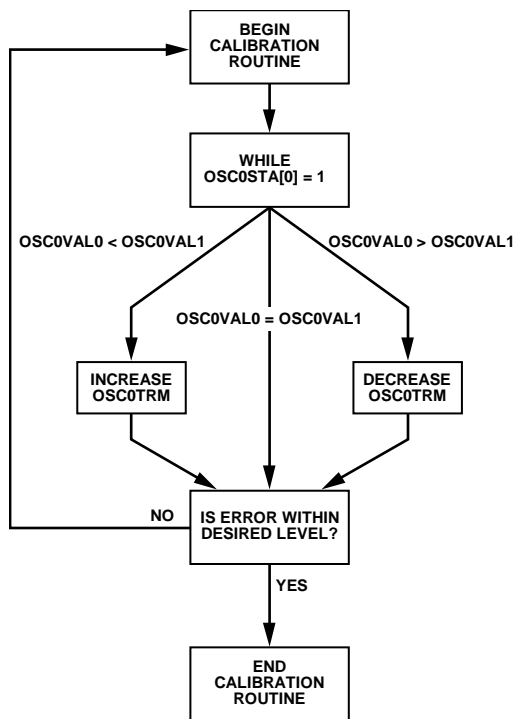 BEGIN
CALIBRATION
ROUTINE
WHILE
OSC0STA[0] = 1
OSC0VAL0 < OSC0VAL1
OSC0VAL0 > OSC0VAL1
OSC0VAL0 = OSC0VAL1
INCREASE
OSC0TRM
DECREASE
OSC0TRM
NO
IS ERROR WITHIN
DESIRED LEVEL?
YES
END
CALIBRATION
ROUTINE